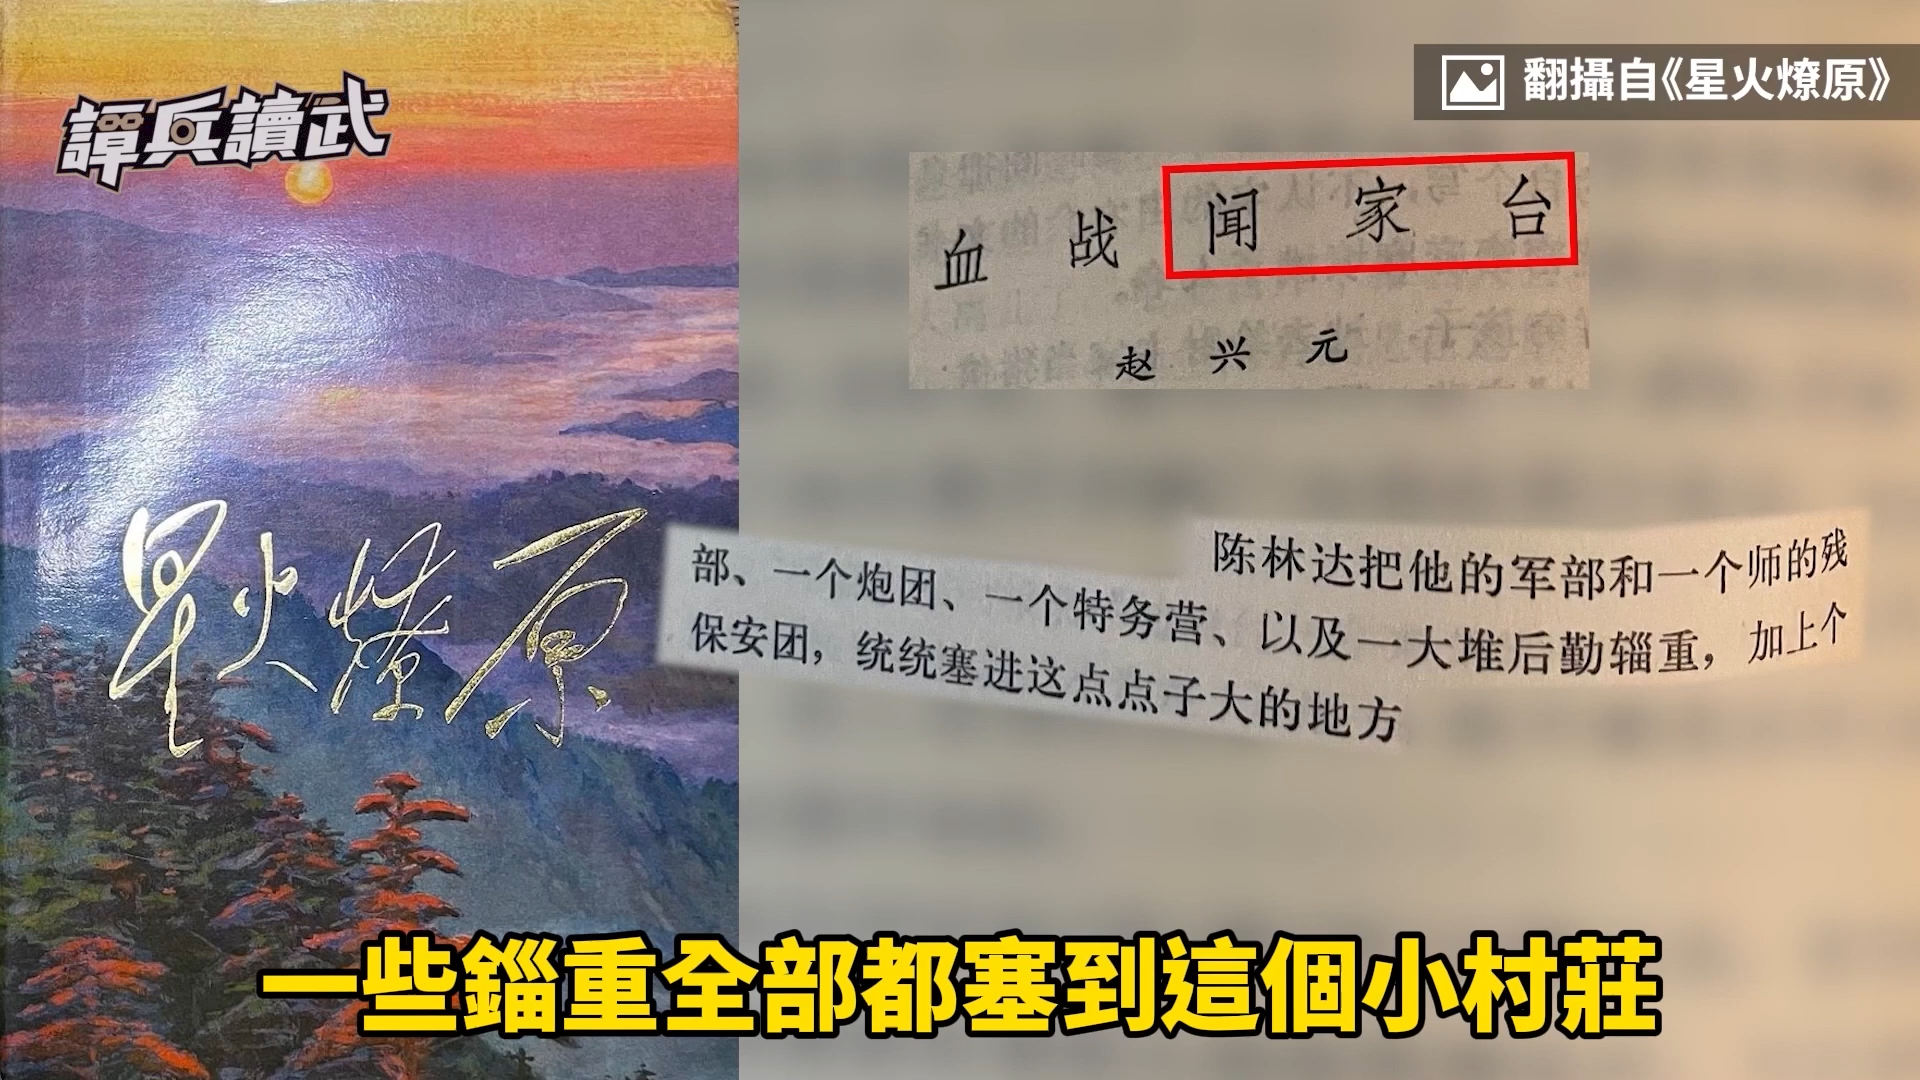 譚兵讀武
翻攝自《星火燎原》
血战闻家台
赵兴元
星火燎原
陈林达把他的军部和一个师的残
部、一个炮团、一个特务营、以及一大堆后勤辎重，加上个
保安团，统统塞进这点点子大的地方
一些錙重全部都塞到這個小村莊